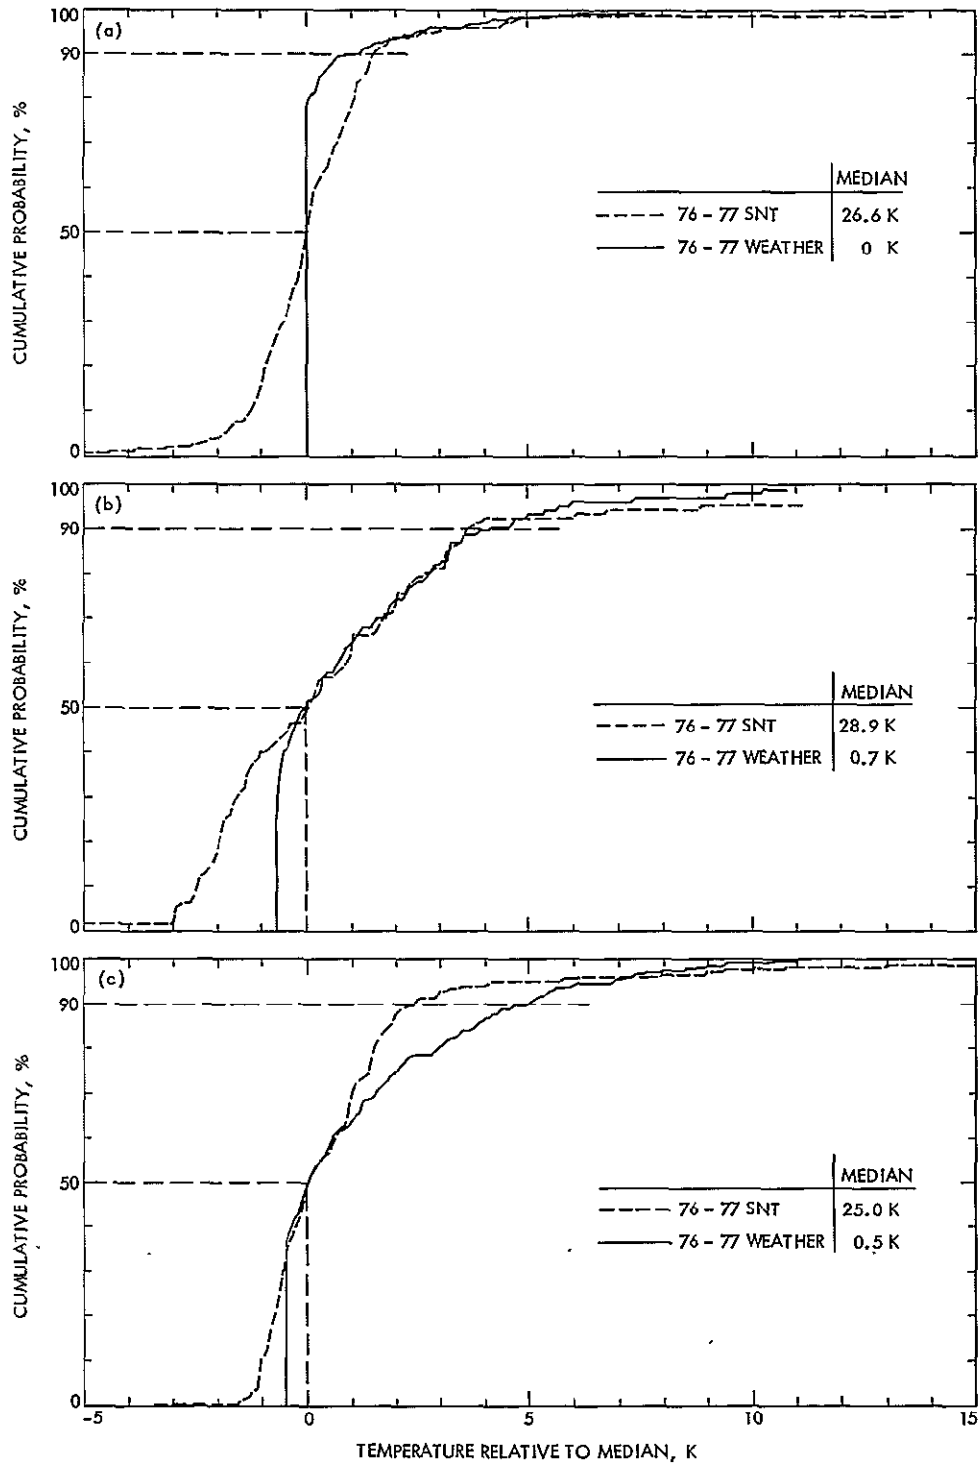 100
(a)
90
CUMULATIVE PROBABILITY, %
50
0
MEDIAN
76 - 77 SNT 26.6 K
76 - 77 WEATHER 0 K
100
(b)
90
CUMULATIVE PROBABILITY, %
50
0
MEDIAN
76 - 77 SNT 28.9 K
76 - 77 WEATHER 0.7 K
100
(c)
90
CUMULATIVE PROBABILITY, %
50
0
MEDIAN
76 - 77 SNT 25.0 K
76 - 77 WEATHER 0.5 K
-5 0 5 10 15
TEMPERATURE RELATIVE TO MEDIAN, K